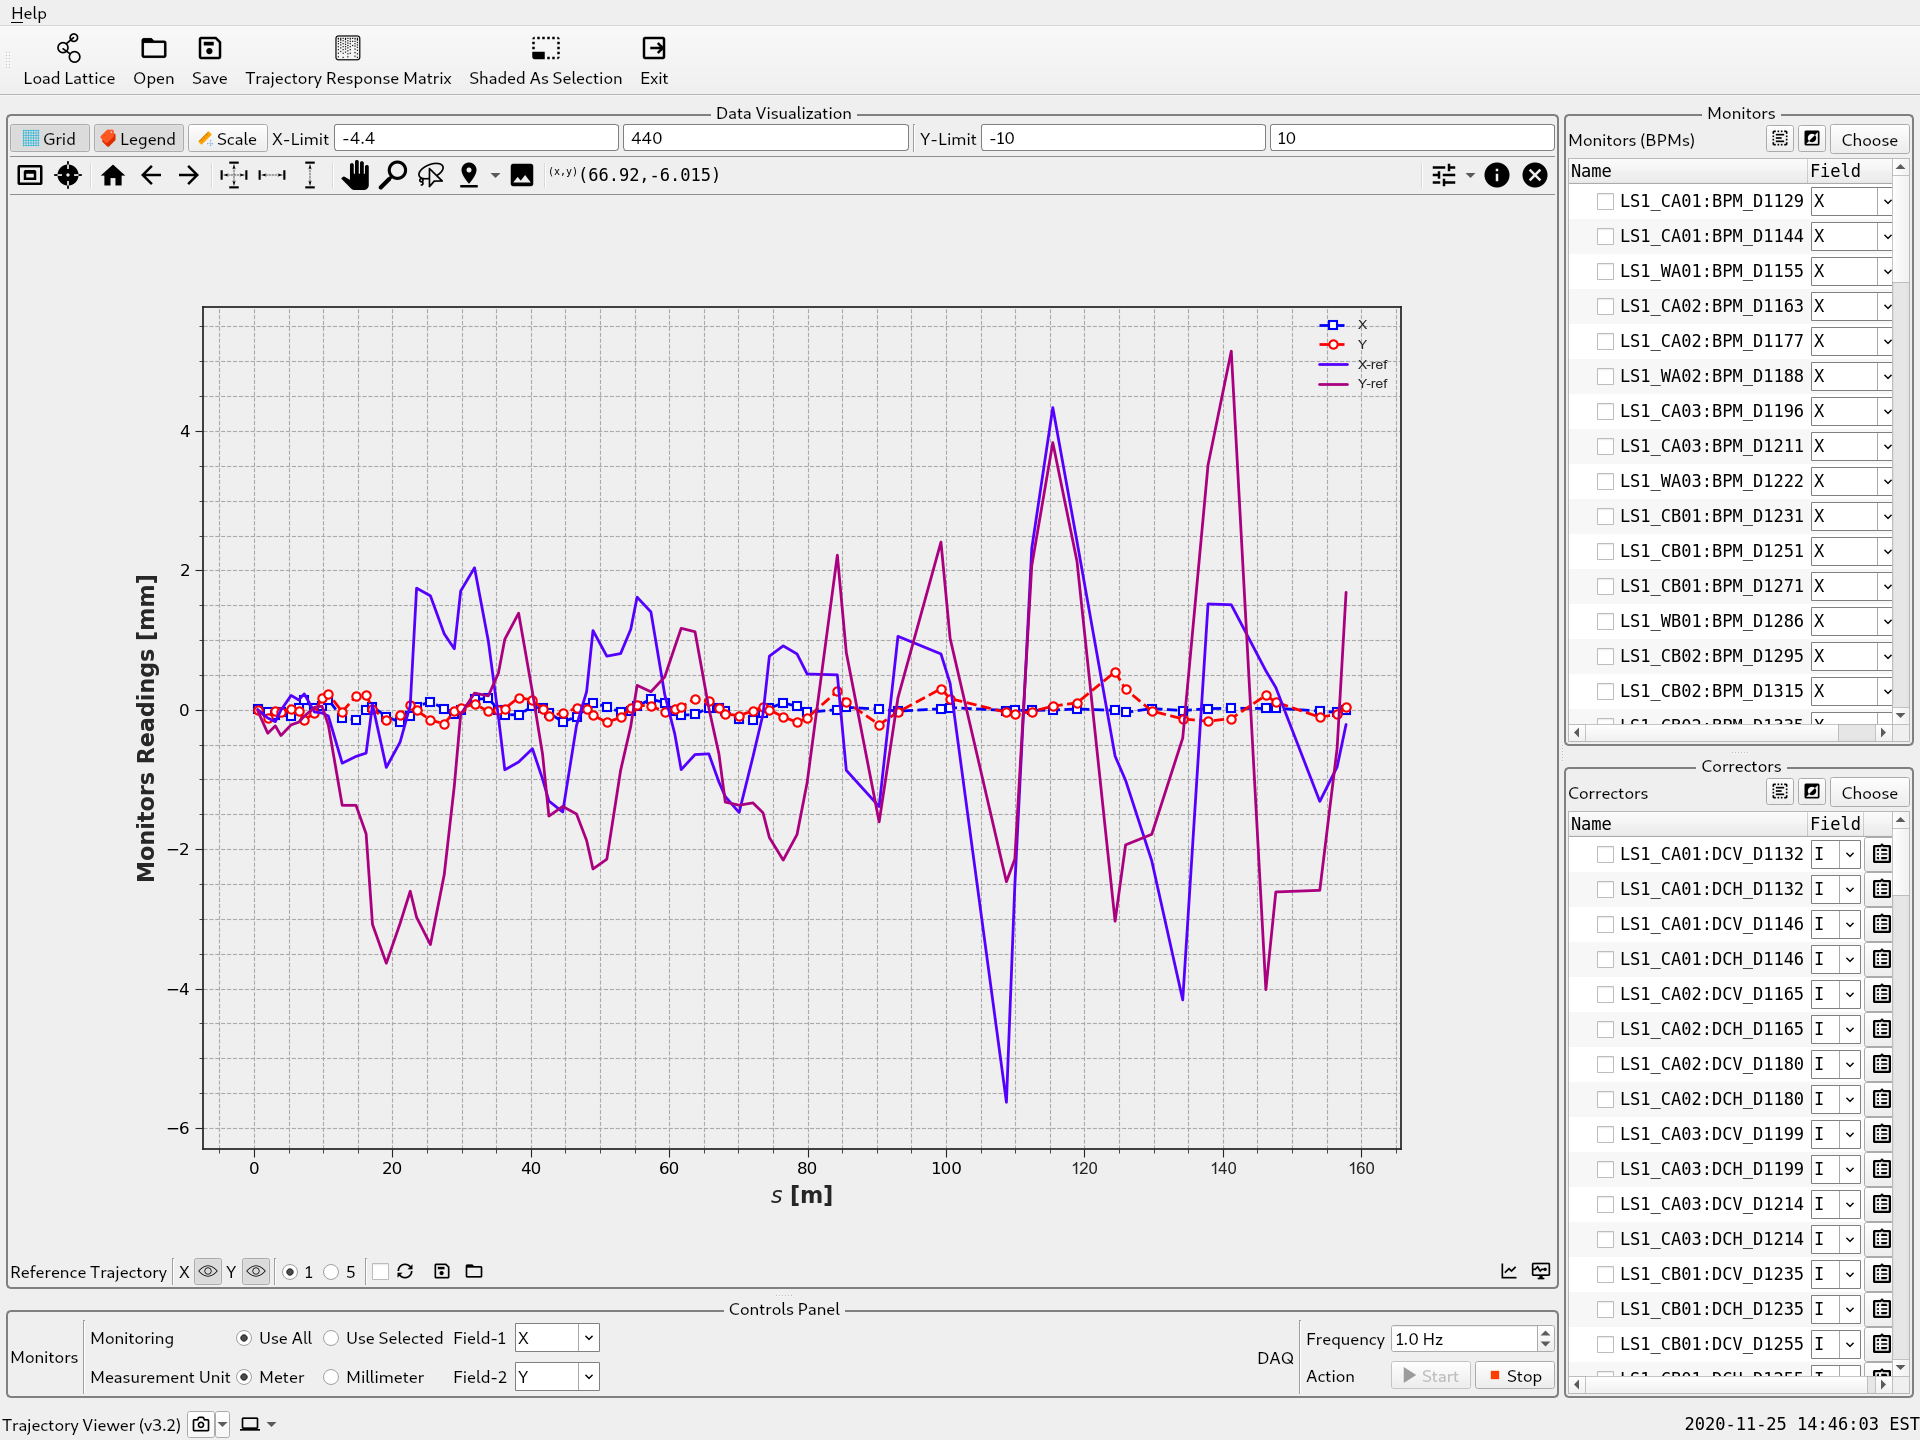 Help
Load Lattice Open Save Trajectory Response Matrix Shaded As Selection Exit
Data Visualization
Grid Legend Scale X-Limit -4.4 440 Y-Limit -10 10
(x,y)(66.92,-6.015)
X
Y
X-ref
Y-ref
4
2
0
−2
−4
−6
Monitors Readings [mm]
0 20 40 60 80 100 120 140 160
s [m]
Reference Trajectory X Y 1 5
Controls Panel
Monitors
Monitoring Use All Use Selected Field-1 X
Measurement Unit Meter Millimeter Field-2 Y
DAQ
Frequency 1.0 Hz
Action Start Stop
Monitors
Monitors (BPMs) Choose
Name Field
LS1_CA01:BPM_D1129 X
LS1_CA01:BPM_D1144 X
LS1_WA01:BPM_D1155 X
LS1_CA02:BPM_D1163 X
LS1_CA02:BPM_D1177 X
LS1_WA02:BPM_D1188 X
LS1_CA03:BPM_D1196 X
LS1_CA03:BPM_D1211 X
LS1_WA03:BPM_D1222 X
LS1_CB01:BPM_D1231 X
LS1_CB01:BPM_D1251 X
LS1_CB01:BPM_D1271 X
LS1_WB01:BPM_D1286 X
LS1_CB02:BPM_D1295 X
LS1_CB02:BPM_D1315 X
LS1_CB02:BPM_D1335 X
Correctors
Correctors Choose
Name Field
LS1_CA01:DCV_D1132 I
LS1_CA01:DCH_D1132 I
LS1_CA01:DCV_D1146 I
LS1_CA01:DCH_D1146 I
LS1_CA02:DCV_D1165 I
LS1_CA02:DCH_D1165 I
LS1_CA02:DCV_D1180 I
LS1_CA02:DCH_D1180 I
LS1_CA03:DCV_D1199 I
LS1_CA03:DCH_D1199 I
LS1_CA03:DCV_D1214 I
LS1_CA03:DCH_D1214 I
LS1_CB01:DCV_D1235 I
LS1_CB01:DCH_D1235 I
LS1_CB01:DCV_D1255 I
LS1_CB01:DCH_D1255 I
Trajectory Viewer (v3.2)
2020-11-25 14:46:03 EST